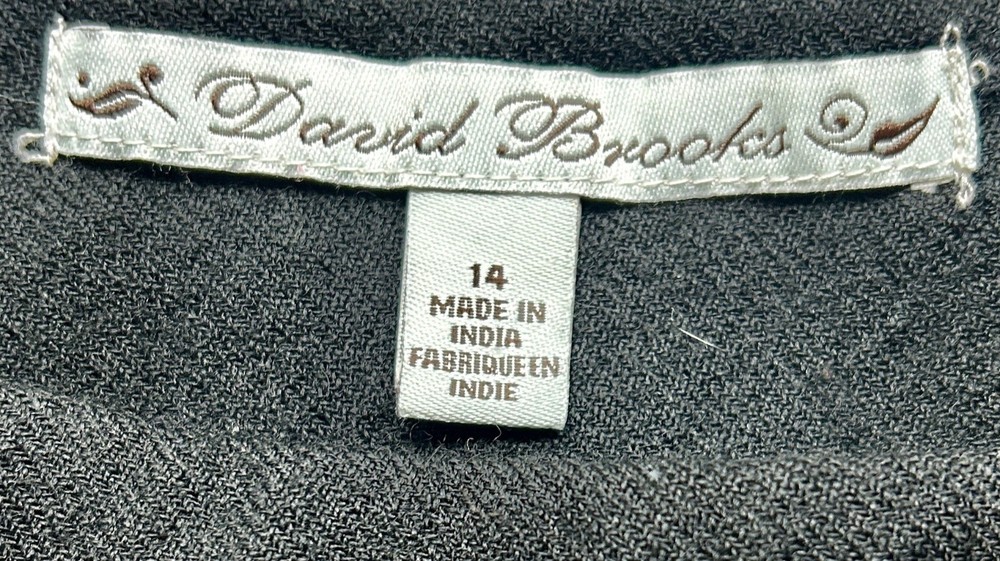 David Brooks
14
MADE IN
INDIA
FABRIQUE EN
INDIE